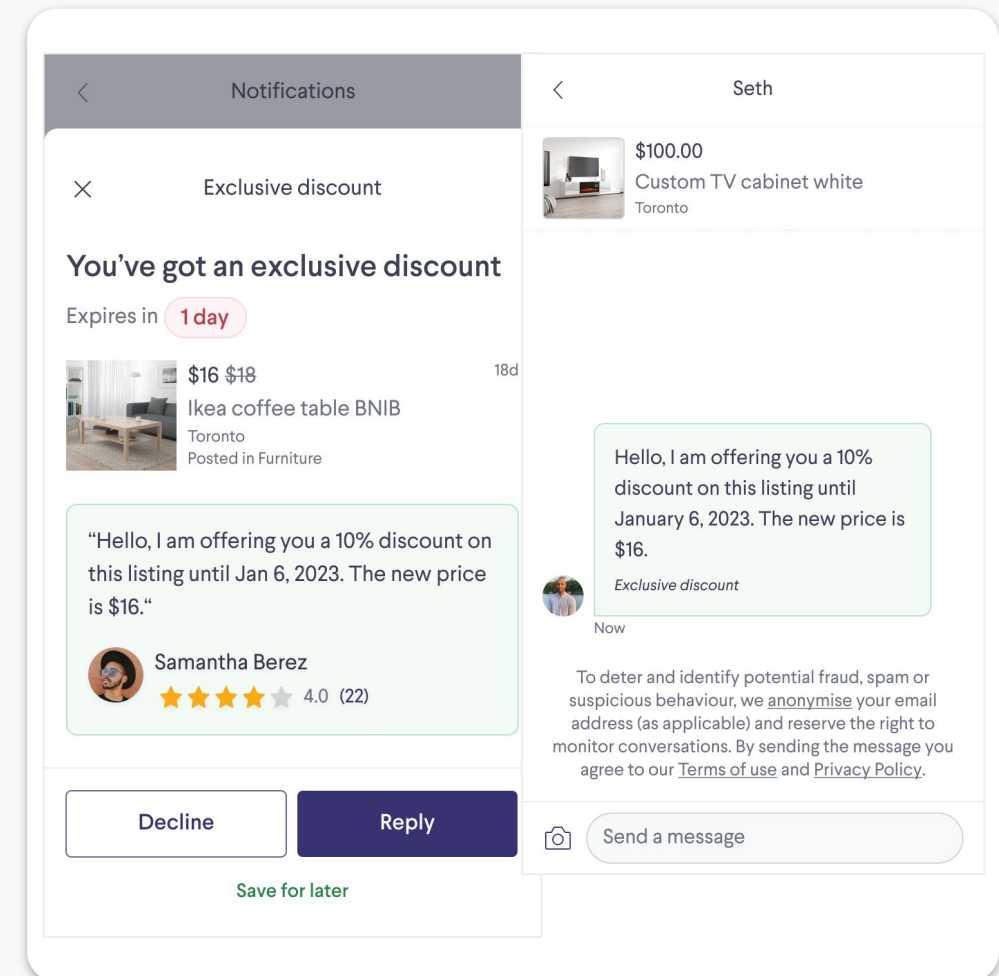 Notifications
Exclusive discount
You’ve got an exclusive discount
Expires in 1 day
$16 $18
18d
Ikea coffee table BNIB
Toronto
Posted in Furniture
“Hello, I am offering you a 10% discount on
this listing until Jan 6, 2023. The new price
is $16.“
Samantha Berez
4.0 (22)
Decline
Reply
Save for later
Seth
$100.00
Custom TV cabinet white
Toronto
Hello, I am offering you a 10%
discount on this listing until
January 6, 2023. The new price is
$16.
Exclusive discount
Now
To deter and identify potential fraud, spam or
suspicious behaviour, we anonymise your email
address (as applicable) and reserve the right to
monitor conversations. By sending the message you
agree to our Terms of use and Privacy Policy.
Send a message